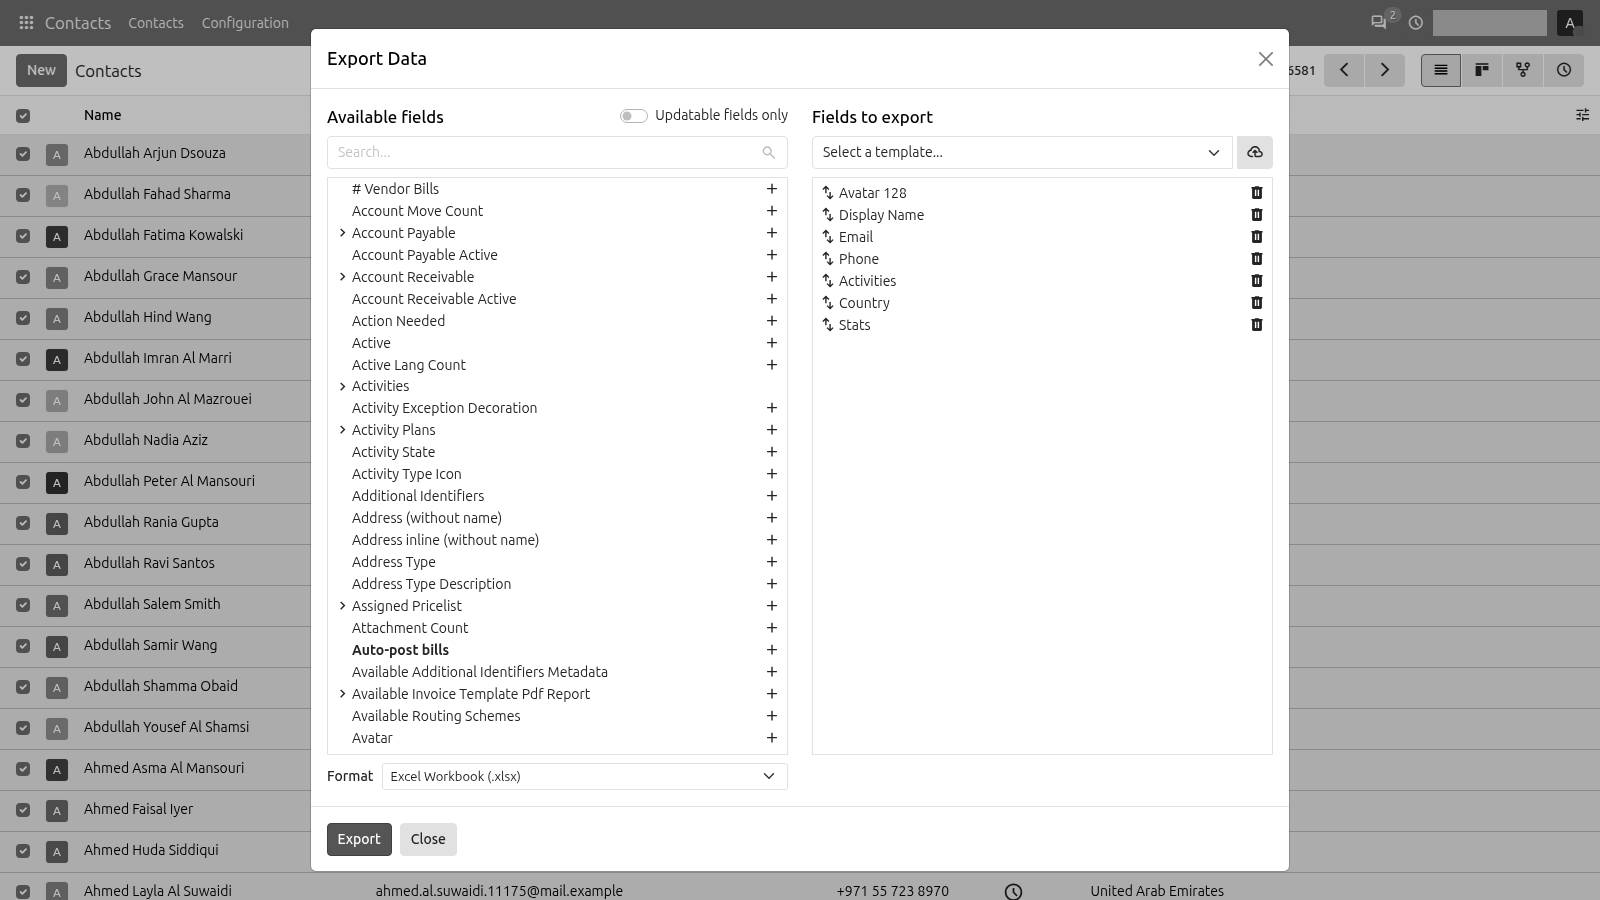 Contacts Contacts Configuration 2 A
New Contacts 6581
Export Data
Available fields Updatable fields only Fields to export
Search... Select a template...
Name
# Vendor Bills
Account Move Count
Account Payable
Account Payable Active
Account Receivable
Account Receivable Active
Action Needed
Active
Active Lang Count
Activities
Activity Exception Decoration
Activity Plans
Activity State
Activity Type Icon
Additional Identifiers
Address (without name)
Address inline (without name)
Address Type
Address Type Description
Assigned Pricelist
Attachment Count
Auto-post bills
Available Additional Identifiers Metadata
Available Invoice Template Pdf Report
Available Routing Schemes
Avatar
Avatar 128
Display Name
Email
Phone
Activities
Country
Stats
Format Excel Workbook (.xlsx)
Export Close
A Abdullah Arjun Dsouza
A Abdullah Fahad Sharma
A Abdullah Fatima Kowalski
A Abdullah Grace Mansour
A Abdullah Hind Wang
A Abdullah Imran Al Marri
A Abdullah John Al Mazrouei
A Abdullah Nadia Aziz
A Abdullah Peter Al Mansouri
A Abdullah Rania Gupta
A Abdullah Ravi Santos
A Abdullah Salem Smith
A Abdullah Samir Wang
A Abdullah Shamma Obaid
A Abdullah Yousef Al Shamsi
A Ahmed Asma Al Mansouri
A Ahmed Faisal Iyer
A Ahmed Huda Siddiqui
A Ahmed Layla Al Suwaidi ahmed.al.suwaidi.11175@mail.example +971 55 723 8970 United Arab Emirates